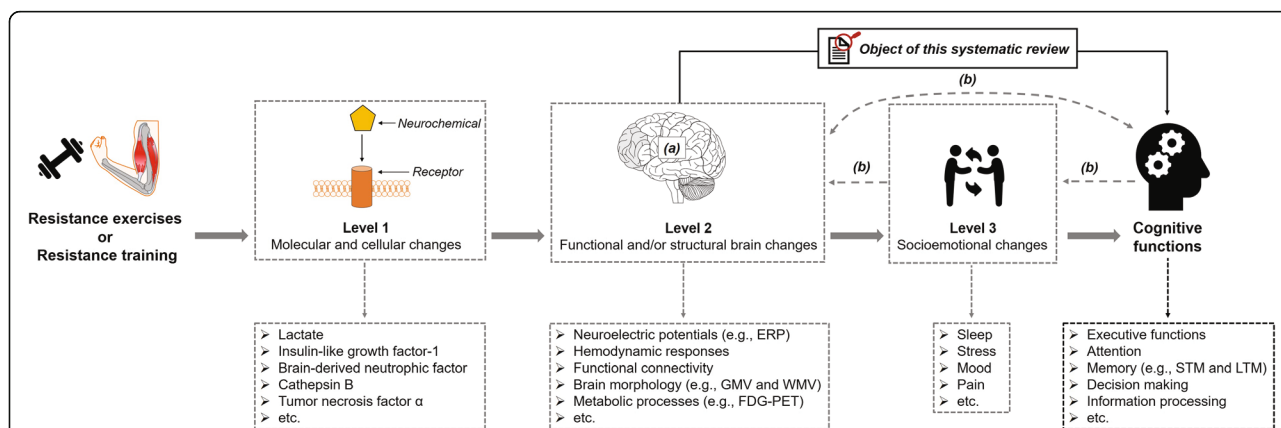 Object of this systematic review
(b)
Neurochemical
(a)
Receptor
(b)
(b)
Resistance exercises
or
Resistance training
Level 1
Molecular and cellular changes
Level 2
Functional and/or structural brain changes
Level 3
Socioemotional changes
Cognitive
functions
➢ Lactate
➢ Insulin-like growth factor-1
➢ Brain-derived neutrophic factor
➢ Cathepsin B
➢ Tumor necrosis factor α
➢ etc.
➢ Neuroelectric potentials (e.g., ERP)
➢ Hemodynamic responses
➢ Functional connectivity
➢ Brain morphology (e.g., GMV and WMV)
➢ Metabolic processes (e.g., FDG-PET)
➢ etc.
➢ Sleep
➢ Stress
➢ Mood
➢ Pain
➢ etc.
➢ Executive functions
➢ Attention
➢ Memory (e.g., STM and LTM)
➢ Decision making
➢ Information processing
➢ etc.